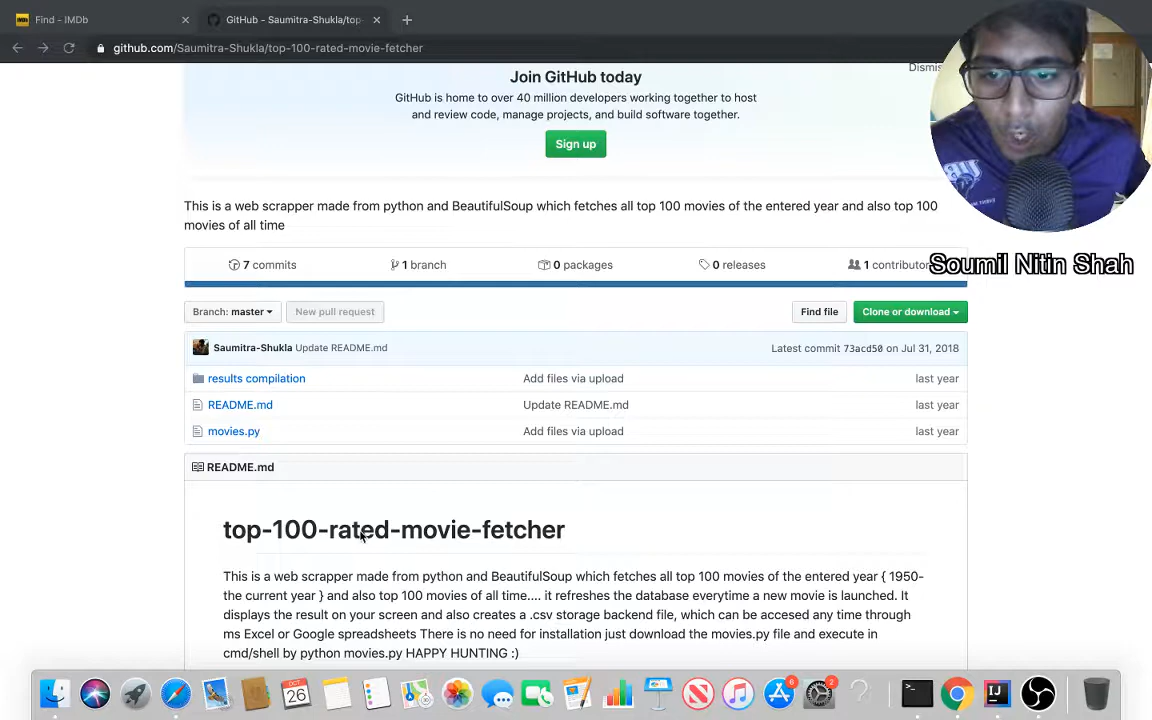 Find - IMDb
GitHub - Saumitra-Shukla/top-
github.com/Saumitra-Shukla/top-100-rated-movie-fetcher
Join GitHub today
GitHub is home to over 40 million developers working together to host
and review code, manage projects, and build software together.
Sign up
This is a web scrapper made from python and BeautifulSoup which fetches all top 100 movies of the entered year and also top 100
movies of all time
7 commits
1 branch
0 packages
0 releases
1 contributor
Soumil Nitin Shah
Branch: master
New pull request
Find file
Clone or download
Saumitra-Shukla Update README.md
Latest commit 73acd50 on Jul 31, 2018
results compilation
Add files via upload
last year
README.md
Update README.md
last year
movies.py
Add files via upload
last year
README.md
top-100-rated-movie-fetcher
This is a web scrapper made from python and BeautifulSoup which fetches all top 100 movies of the entered year { 1950-
the current year } and also top 100 movies of all time.... it refreshes the database everytime a new movie is launched. It
displays the result on your screen and also creates a .csv storage backend file, which can be accesed any time through
ms Excel or Google spreadsheets There is no need for installation just download the movies.py file and execute in
cmd/shell by python movies.py HAPPY HUNTING :)
OCT
26
6
2
IJ